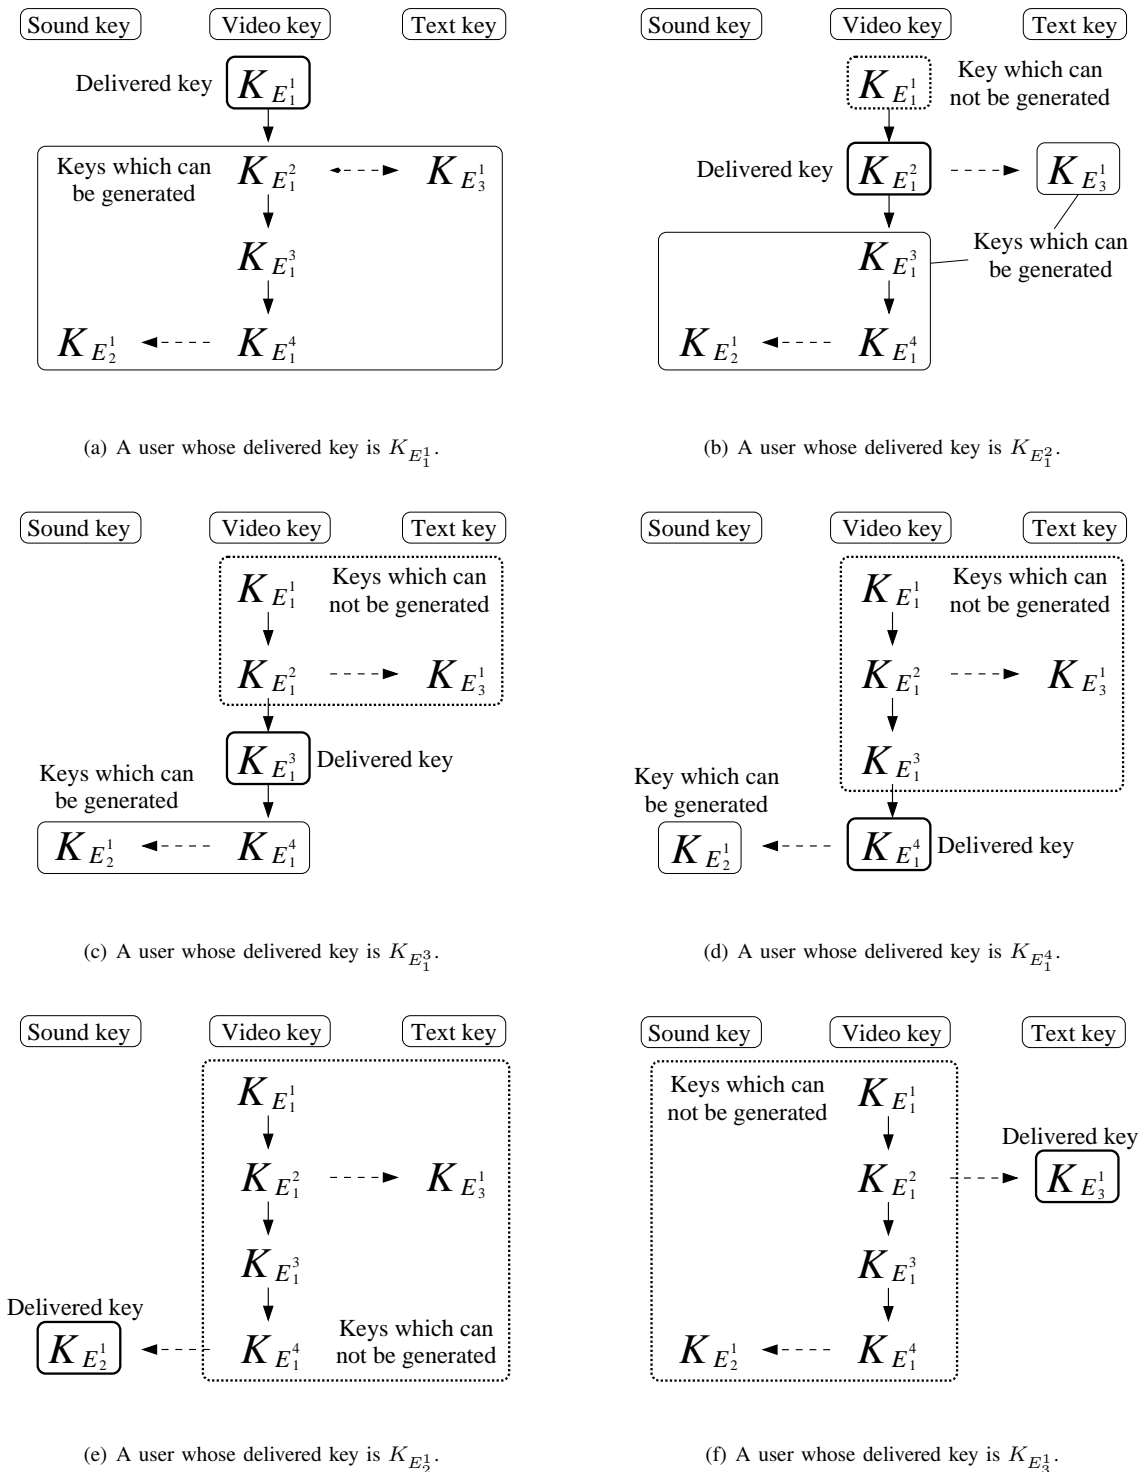 Sound key Video key Text key
Delivered key K_{E_1^1}
Keys which can
be generated
K_{E_1^2} K_{E_3^1}
K_{E_1^3}
K_{E_2^1} K_{E_1^4}
(a) A user whose delivered key is K_{E_1^1}.
Sound key Video key Text key
K_{E_1^1}
Key which can
not be generated
Delivered key K_{E_1^2} K_{E_3^1}
K_{E_1^3}
Keys which can
be generated
K_{E_2^1} K_{E_1^4}
(b) A user whose delivered key is K_{E_1^2}.
Sound key Video key Text key
K_{E_1^1}
Keys which can
not be generated
K_{E_1^2} K_{E_3^1}
K_{E_1^3} Delivered key
Keys which can
be generated
K_{E_2^1} K_{E_1^4}
(c) A user whose delivered key is K_{E_1^3}.
Sound key Video key Text key
K_{E_1^1}
Keys which can
not be generated
K_{E_1^2} K_{E_3^1}
K_{E_1^3}
Key which can
be generated
K_{E_2^1} K_{E_1^4} Delivered key
(d) A user whose delivered key is K_{E_1^4}.
Sound key Video key Text key
K_{E_1^1}
K_{E_1^2} K_{E_3^1}
K_{E_1^3}
Delivered key
K_{E_2^1} K_{E_1^4}
Keys which can
not be generated
(e) A user whose delivered key is K_{E_2^1}.
Sound key Video key Text key
Keys which can
not be generated
K_{E_1^1}
Delivered key
K_{E_1^2} K_{E_3^1}
K_{E_1^3}
K_{E_2^1} K_{E_1^4}
(f) A user whose delivered key is K_{E_3^1}.